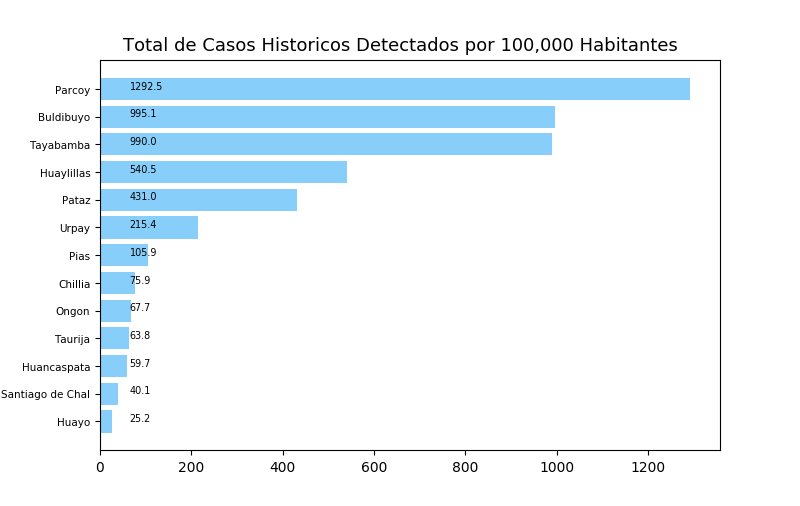 Total de Casos Historicos Detectados por 100,000 Habitantes
Parcoy 1292.5
Buldibuyo 995.1
Tayabamba 990.0
Huaylillas 540.5
Pataz 431.0
Urpay 215.4
Pias 105.9
Chillia 75.9
Ongon 67.7
Taurija 63.8
Huancaspata 59.7
Santiago de Chal 40.1
Huayo 25.2
0 200 400 600 800 1000 1200